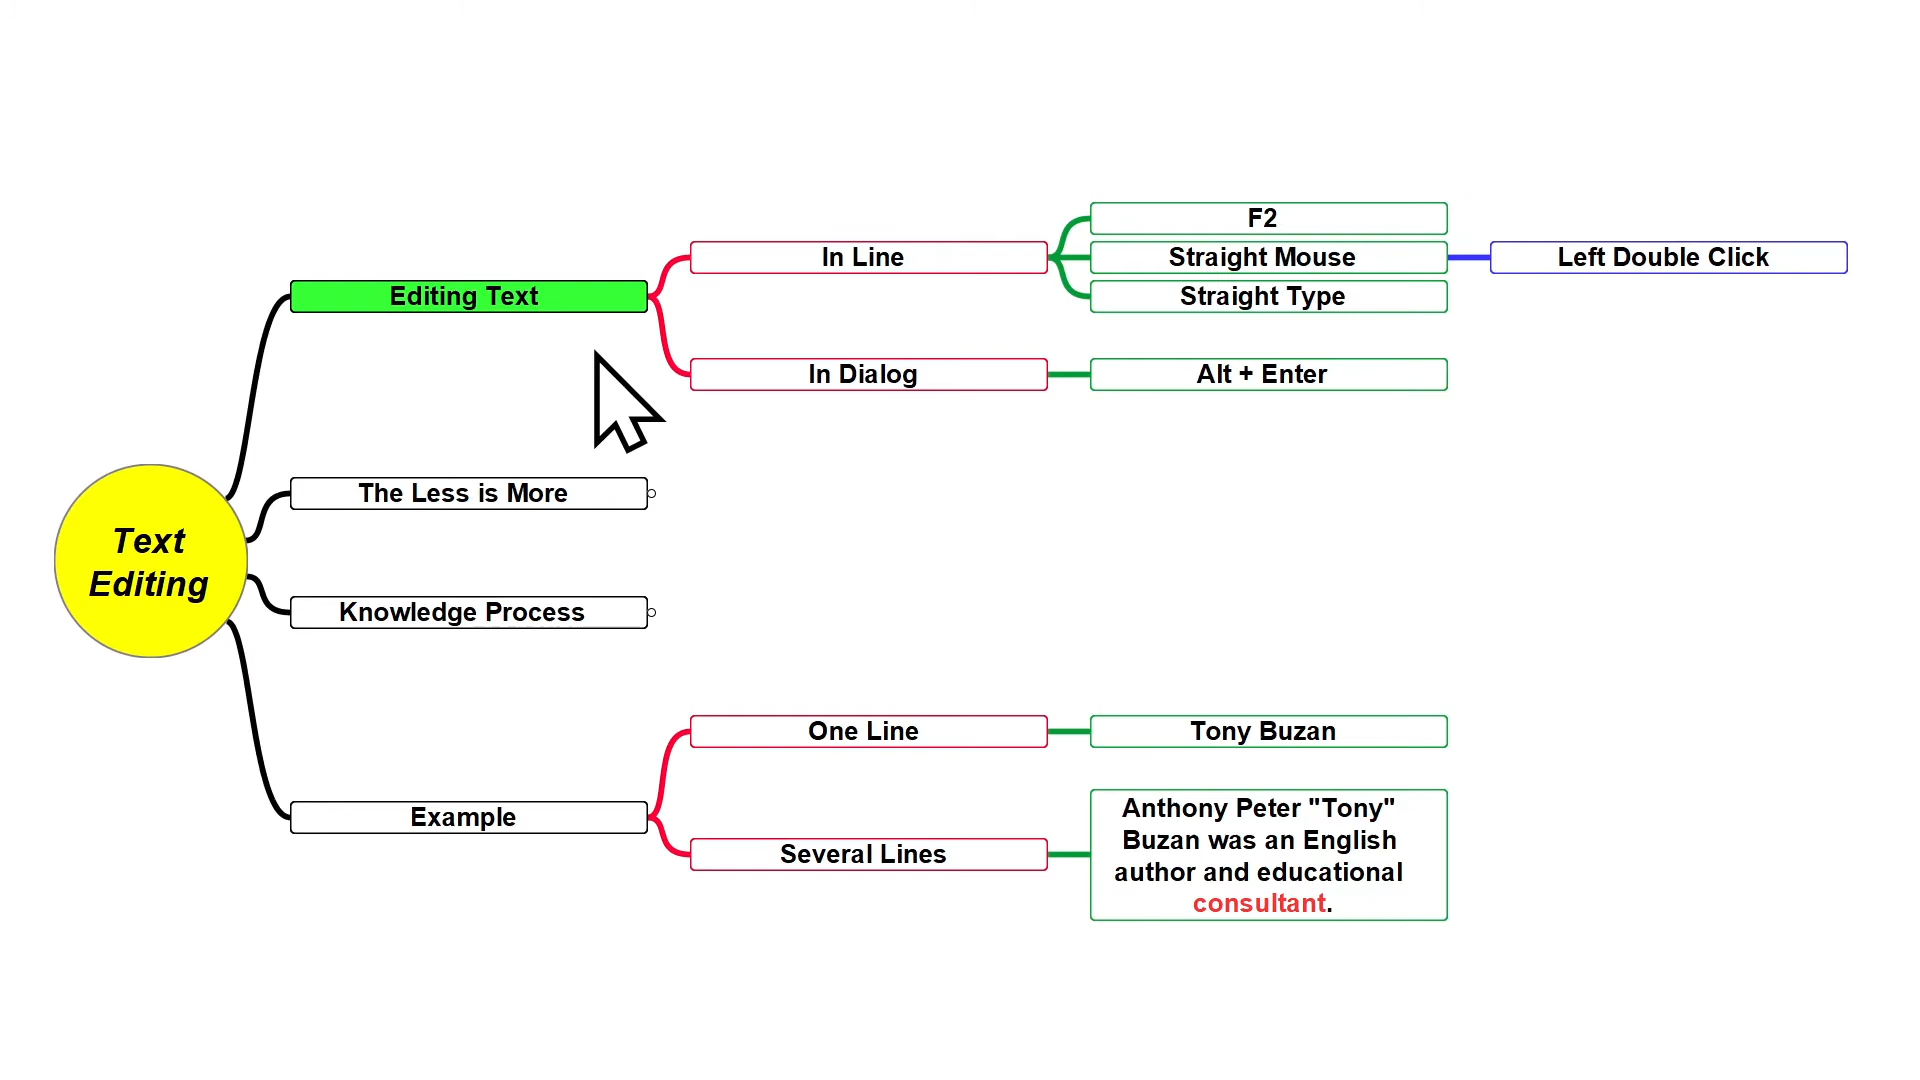 Text
Editing
Editing Text
In Line
F2
Straight Mouse
Left Double Click
Straight Type
In Dialog
Alt + Enter
The Less is More
Knowledge Process
Example
One Line
Tony Buzan
Several Lines
Anthony Peter "Tony"
Buzan was an English
author and educational
consultant.